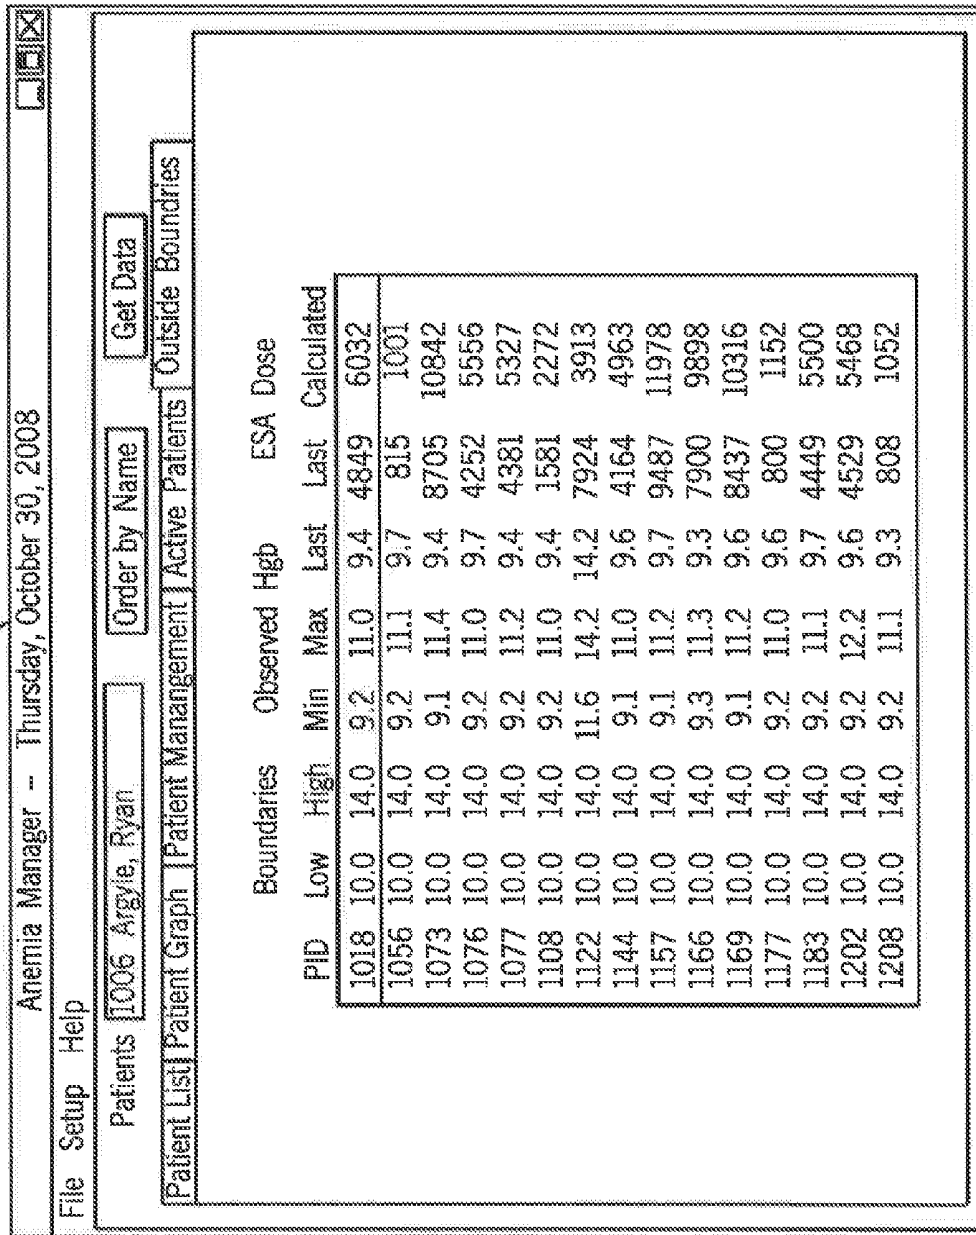 Anemia Manager -- Thursday, October 30, 2008
File Setup Help
Patients 1006 Argyle, Ryan Order by Name Get Data
Patient List Patient Graph Patient Manangement Active Patients Outside Boundries
Boundaries Observed Hgb ESA Dose
PID Low High Min Max Last Last Calculated
1018 10.0 14.0 9.2 11.0 9.4 4849 6032
1056 10.0 14.0 9.2 11.1 9.7 815 1001
1073 10.0 14.0 9.1 11.4 9.4 8705 10842
1076 10.0 14.0 9.2 11.0 9.7 4252 5556
1077 10.0 14.0 9.2 11.2 9.4 4381 5327
1108 10.0 14.0 9.2 11.0 9.4 1581 2272
1122 10.0 14.0 11.6 14.2 14.2 7924 3913
1144 10.0 14.0 9.1 11.0 9.6 4164 4963
1157 10.0 14.0 9.1 11.2 9.7 9487 11978
1166 10.0 14.0 9.3 11.3 9.3 7900 9898
1169 10.0 14.0 9.1 11.2 9.6 8437 10316
1177 10.0 14.0 9.2 11.0 9.6 800 1152
1183 10.0 14.0 9.2 11.1 9.7 4449 5500
1202 10.0 14.0 9.2 12.2 9.6 4529 5468
1208 10.0 14.0 9.2 11.1 9.3 808 1052